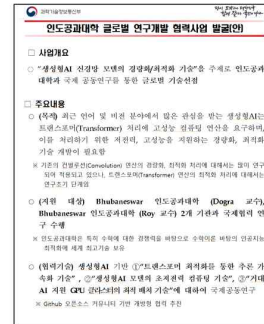 과학기술정보통신부
인도공과대학 글로벌 연구개발 협력사업 발굴(안)
□ 사업개요
○ "생성형AI 신경망 모델의 경량화/최적화 기술"을 주제로 인도공과
대학과 국제 공동연구를 통한 글로벌 기술선점
□ 주요내용
○ (목적) 최근 언어 및 비전 분야에서 많은 관심을 받는 생성형AI는
트랜스포머(Transformer) 처리에 고성능 컴퓨팅 연산을 요구하며,
이를 처리하기 위한 저전력, 고성능을 지원하는 경량화, 최적화
기술 개발이 필요함
※ 기존의 컨벌루션(Convolution) 연산의 경량화, 최적화 처리에 대해서는 많이 연구
되어 적용되고 있으나, 트랜스포머(Transformer) 연산의 최적화 처리에 대해서는
연구초기 단계임
○ (지원 대상) Bhubaneswar 인도공과대학 (Dogra 교수),
Bhubaneswar 인도공과대학 (Roy 교수) 2개 기관과 국제협력 연
구 수행
※ 인도공과대학은 특히 수학에 대한 경쟁력을 바탕으로 수학이론 바탕의 인공지능
최적화에 세계 최고기술 보유
○ (협력기술) 생성형AI 기반 ①"트랜스포머 최적화를 통한 추론 가
속화 기술", ②"생성형AI 모델의 초저전력 컴퓨팅 기술", ③"거대
AI 지원 GPU 클러스터의 최적 배치 기술"에 대하여 국제공동연구
※ Github 오픈소스 커뮤니티 기반 개방형 협력 추진